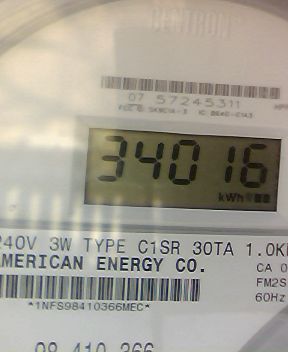 CENTRON
07 57245311
34016
kWh
240V 3W TYPE C1SR 30TA 1.0K
AMERICAN ENERGY CO.
CA 0
FM2S
60Hz
*1NFS98410366MEC*
98 410 366